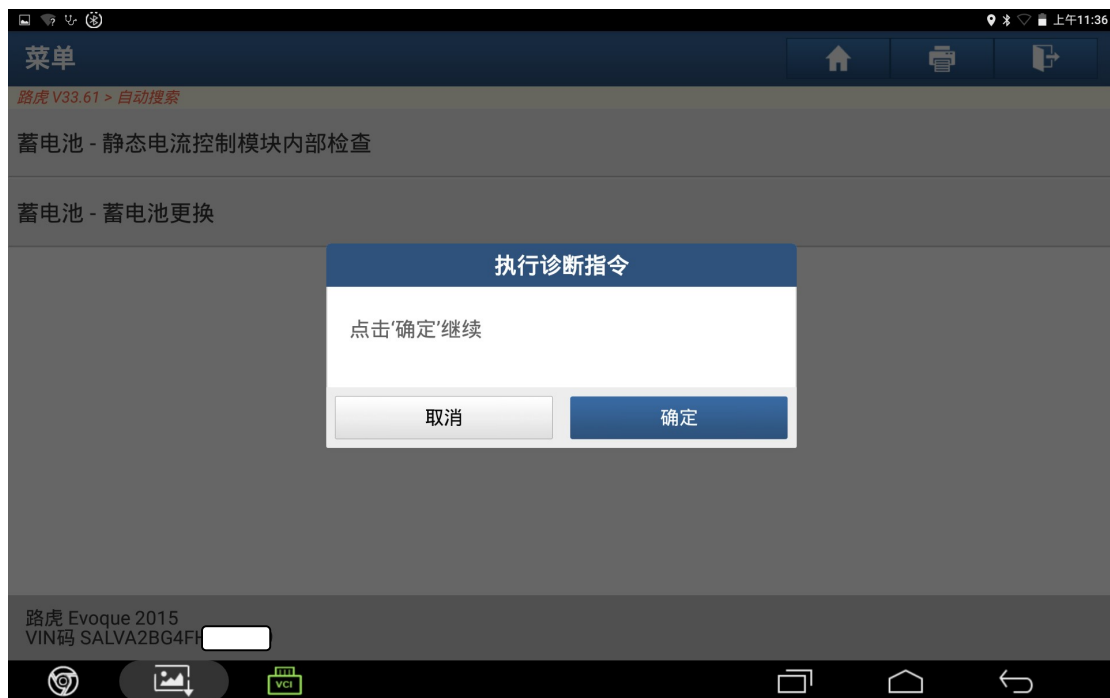 上午11:36
菜单
路虎 V33.61 > 自动搜索
蓄电池 - 静态电流控制模块内部检查
蓄电池 - 蓄电池更换
执行诊断指令
点击'确定'继续
取消
确定
路虎 Evoque 2015
VIN码 SALVA2BG4F
VCI